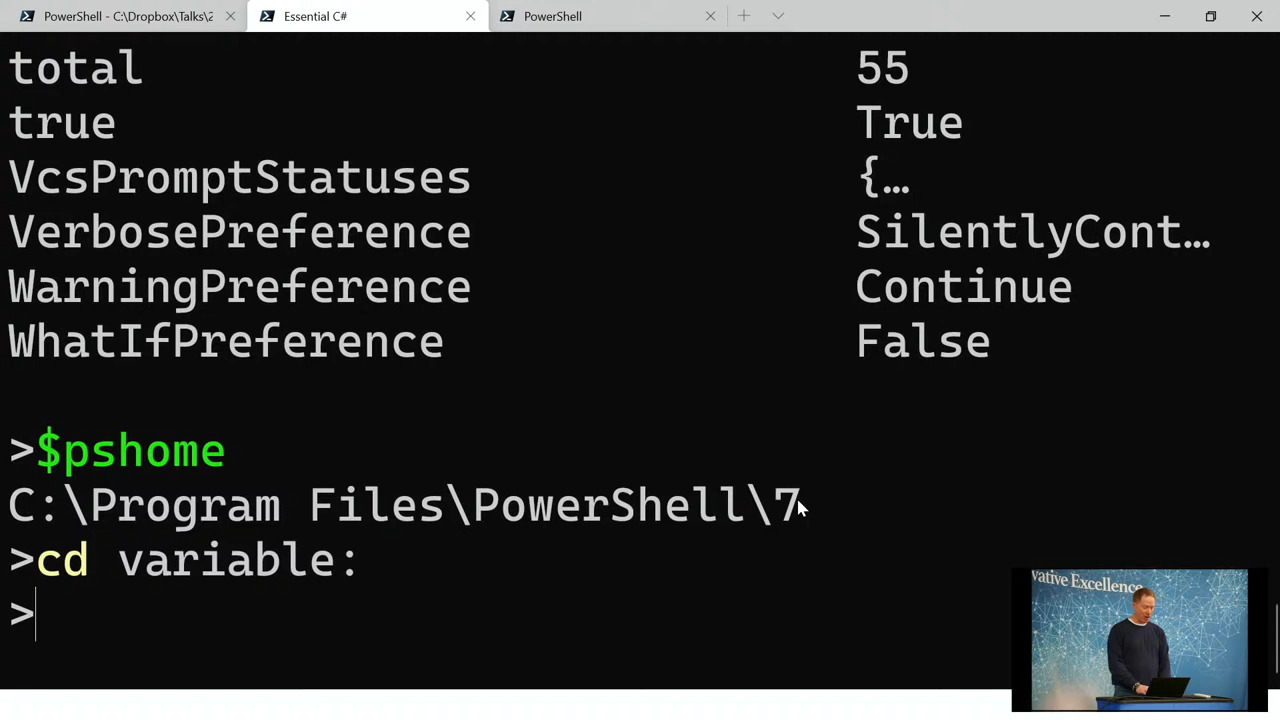 PowerShell - C:\Dropbox\Talks\2
Essential C#
PowerShell
total 55
true True
VcsPromptStatuses {…
VerbosePreference SilentlyCont…
WarningPreference Continue
WhatIfPreference False
>$pshome
C:\Program Files\PowerShell\7
>cd variable:
>
vative Excellence